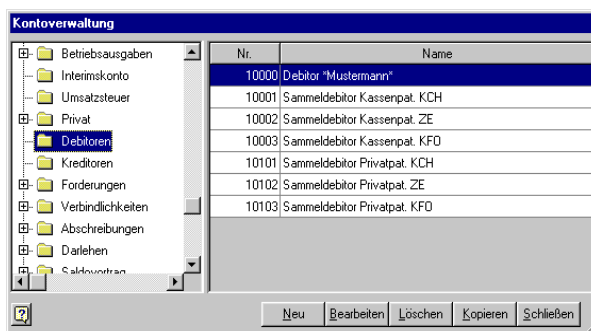 Kontoverwaltung
Betriebsausgaben
Interimskonto
Umsatzsteuer
Privat
Debitoren
Kreditoren
Forderungen
Verbindlichkeiten
Abschreibungen
Darlehen
Saldovortrag
Nr. Name
10000 Debitor "Mustermann"
10001 Sammeldebitor Kassenpat. KCH
10002 Sammeldebitor Kassenpat. ZE
10003 Sammeldebitor Kassenpat. KFO
10101 Sammeldebitor Privatpat. KCH
10102 Sammeldebitor Privatpat. ZE
10103 Sammeldebitor Privatpat. KFO
Neu Bearbeiten Löschen Kopieren Schließen